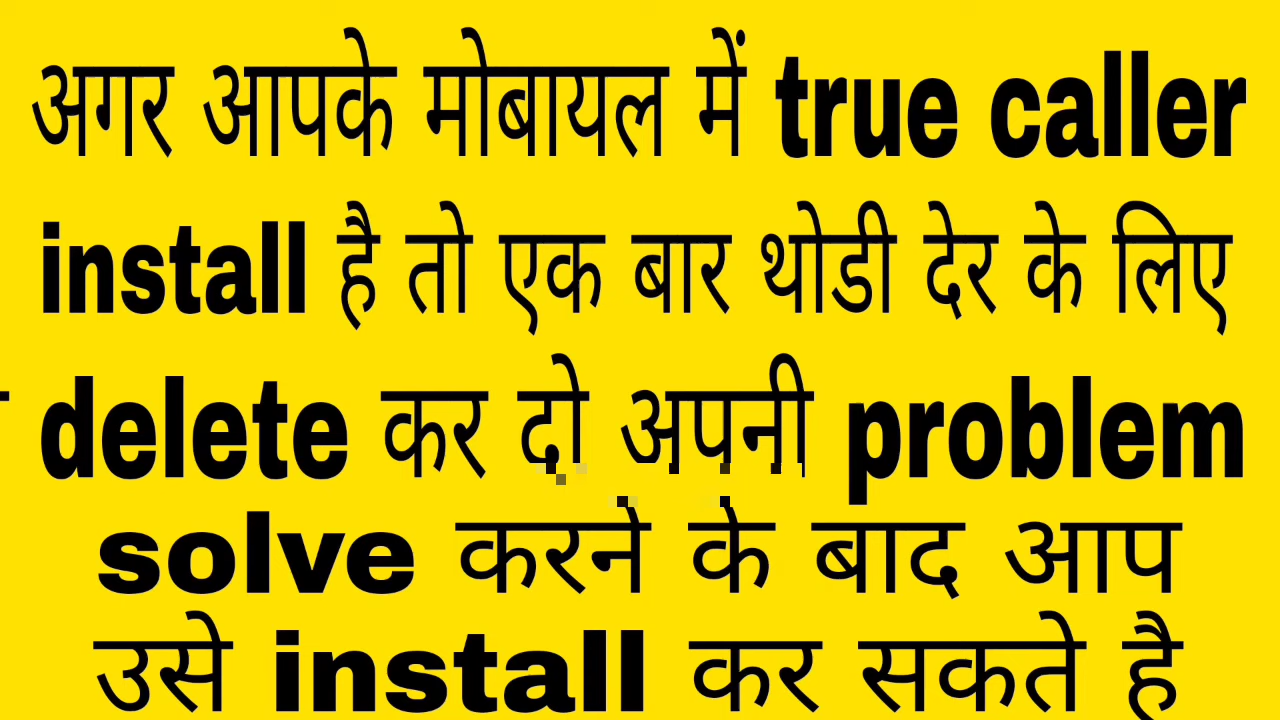 अगर आपके मोबायल में true caller
install है तो एक बार थोडी देर के लिए
delete कर दो अपनी problem
solve करने के बाद आप
उसे install कर सकते है